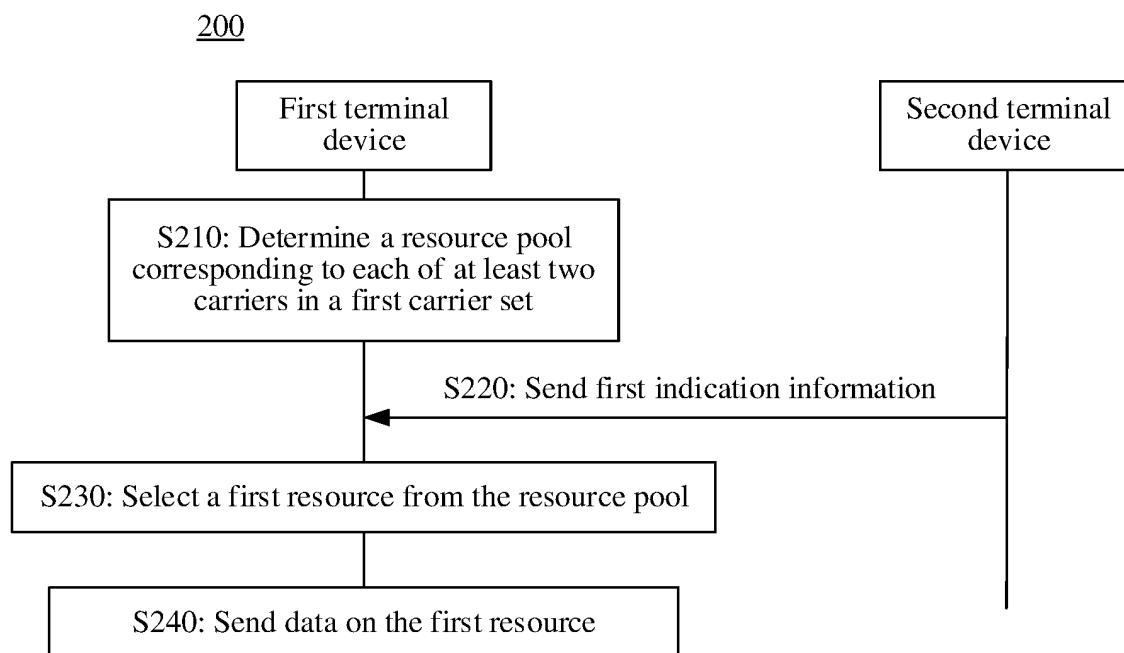 200
First terminal
device
Second terminal
device
S210: Determine a resource pool
corresponding to each of at least two
carriers in a first carrier set
S220: Send first indication information
S230: Select a first resource from the resource pool
S240: Send data on the first resource